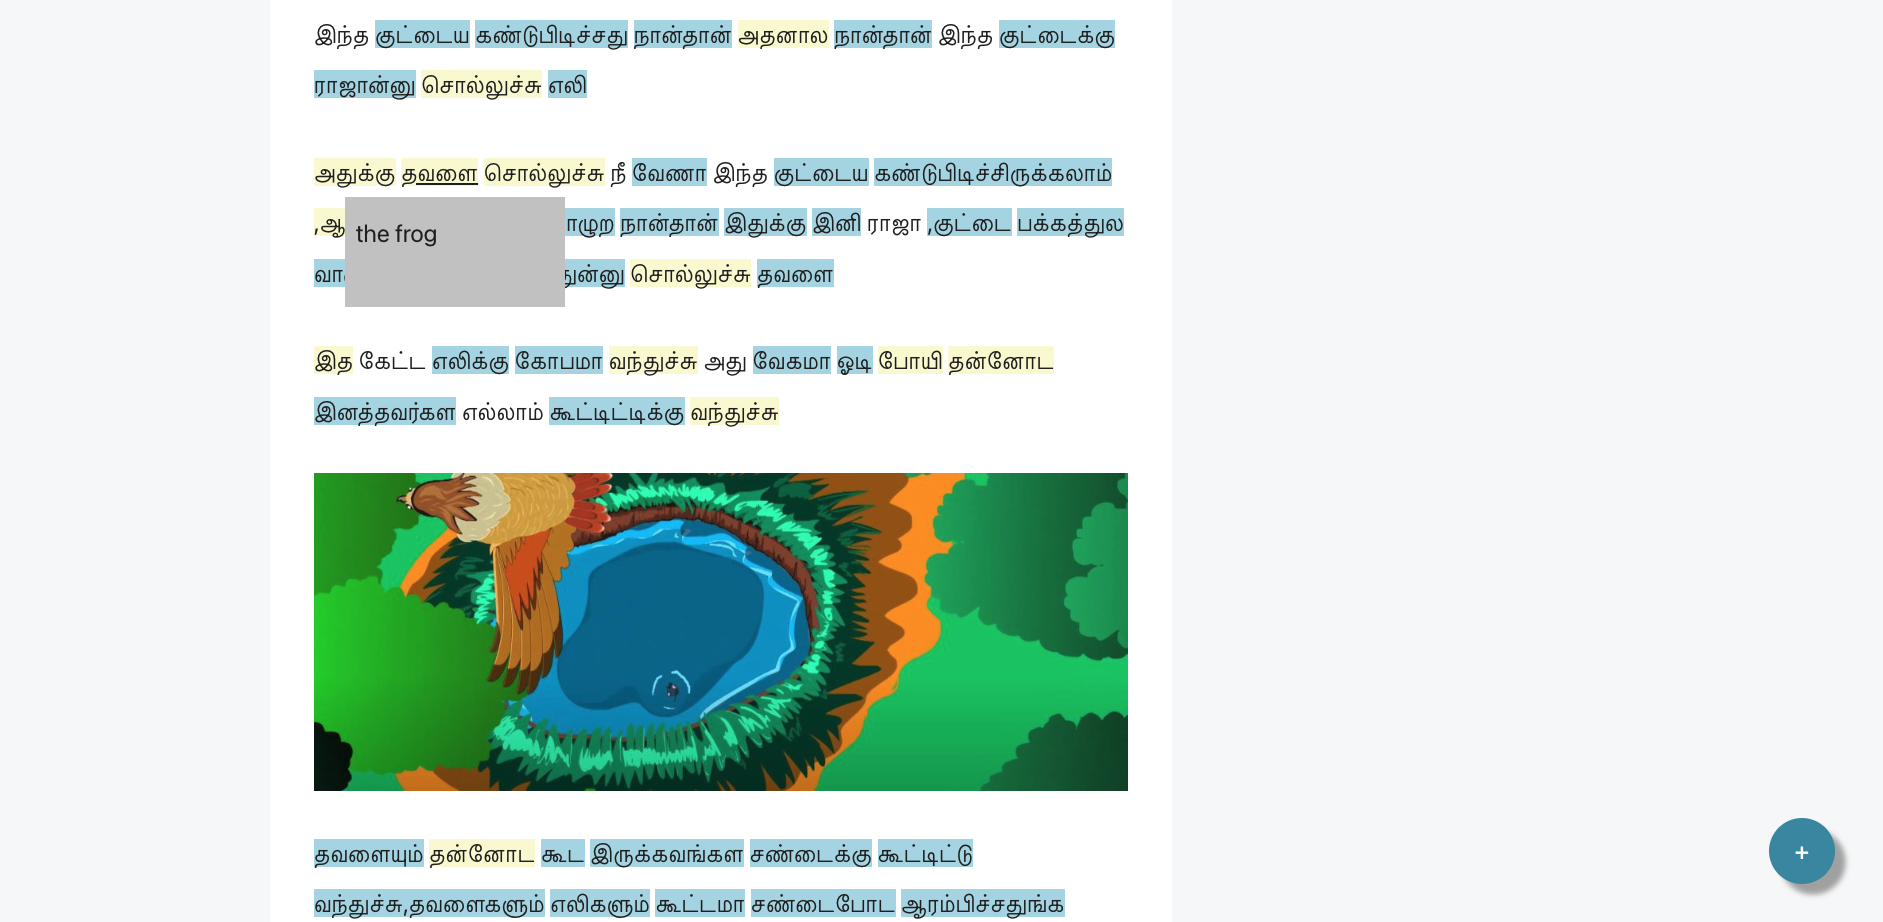 இந்த குட்டைய கண்டுபிடிச்சது நான்தான் அதனால நான்தான் இந்த குட்டைக்கு
ராஜான்னு சொல்லுச்சு எலி
அதுக்கு தவளை சொல்லுச்சு நீ வேணா இந்த குட்டைய கண்டுபிடிச்சிருக்கலாம்
நான்தான் இதுக்கு இனி ராஜா ,குட்டை பக்கத்துல
the frog
சொல்லுச்சு தவளை
இத கேட்ட எலிக்கு கோபமா வந்துச்சு அது வேகமா ஓடி போயி தன்னோட
இனத்தவர்கள எல்லாம் கூட்டிட்டிக்கு வந்துச்சு
தவளையும் தன்னோட கூட இருக்கவங்கள சண்டைக்கு கூட்டிட்டு
வந்துச்சு,தவளைகளும் எலிகளும் கூட்டமா சண்டைபோட ஆரம்பிச்சதுங்க
+